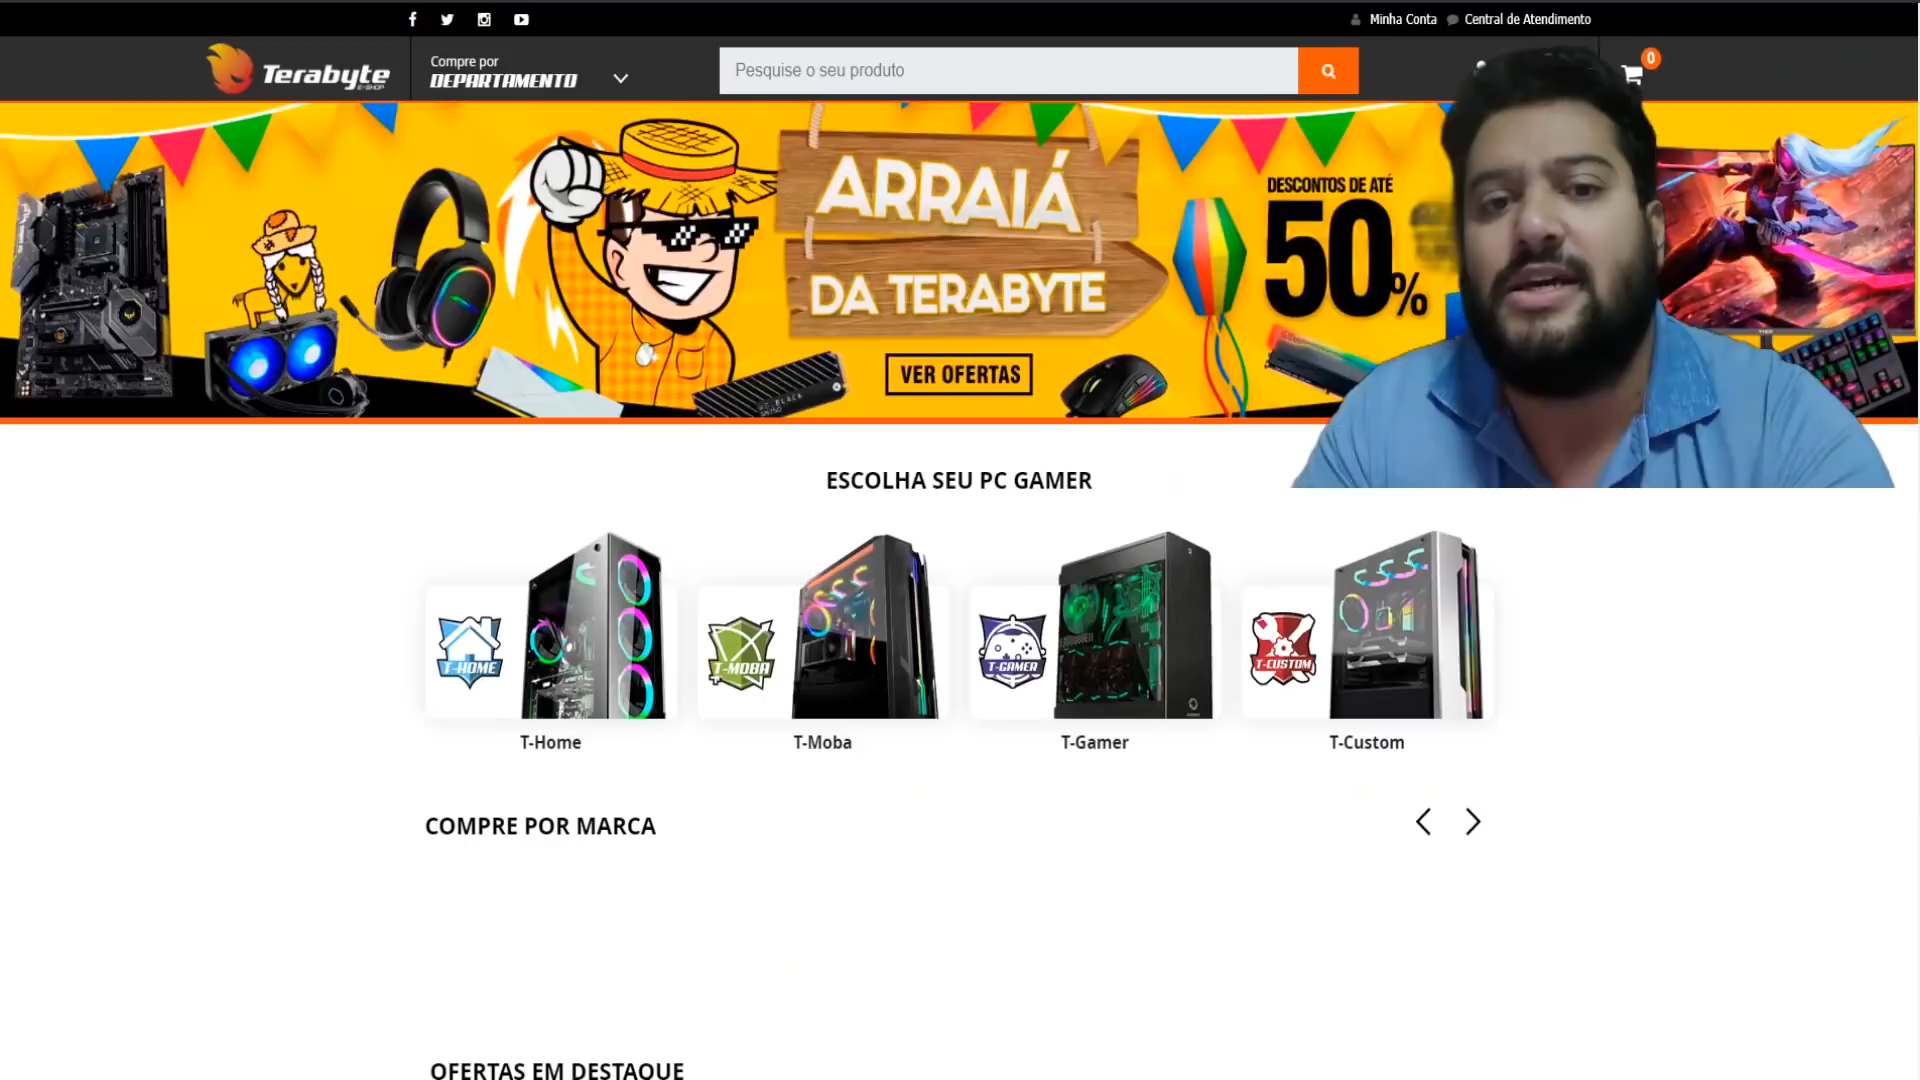 Minha Conta
Central de Atendimento
Terabyte
E-SHOP
Compre por
DEPARTAMENTO
Pesquise o seu produto
0
ARRAIÁ
DA TERABYTE
DESCONTOS DE ATÉ
50%
VER OFERTAS
ESCOLHA SEU PC GAMER
T-HOME
T-MOBA
T-GAMER
T-CUSTOM
T-Home
T-Moba
T-Gamer
T-Custom
COMPRE POR MARCA
OFERTAS EM DESTAQUE